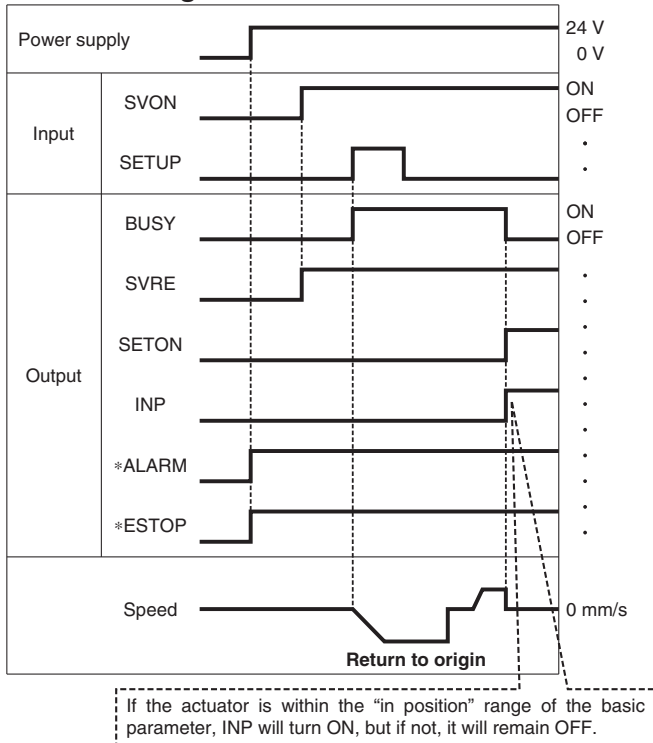 Power supply
24 V
0 V
Input
SVON
ON
OFF
SETUP
Output
BUSY
ON
OFF
SVRE
SETON
INP
*ALARM
*ESTOP
Speed
0 mm/s
Return to origin
If the actuator is within the “in position” range of the basic
parameter, INP will turn ON, but if not, it will remain OFF.